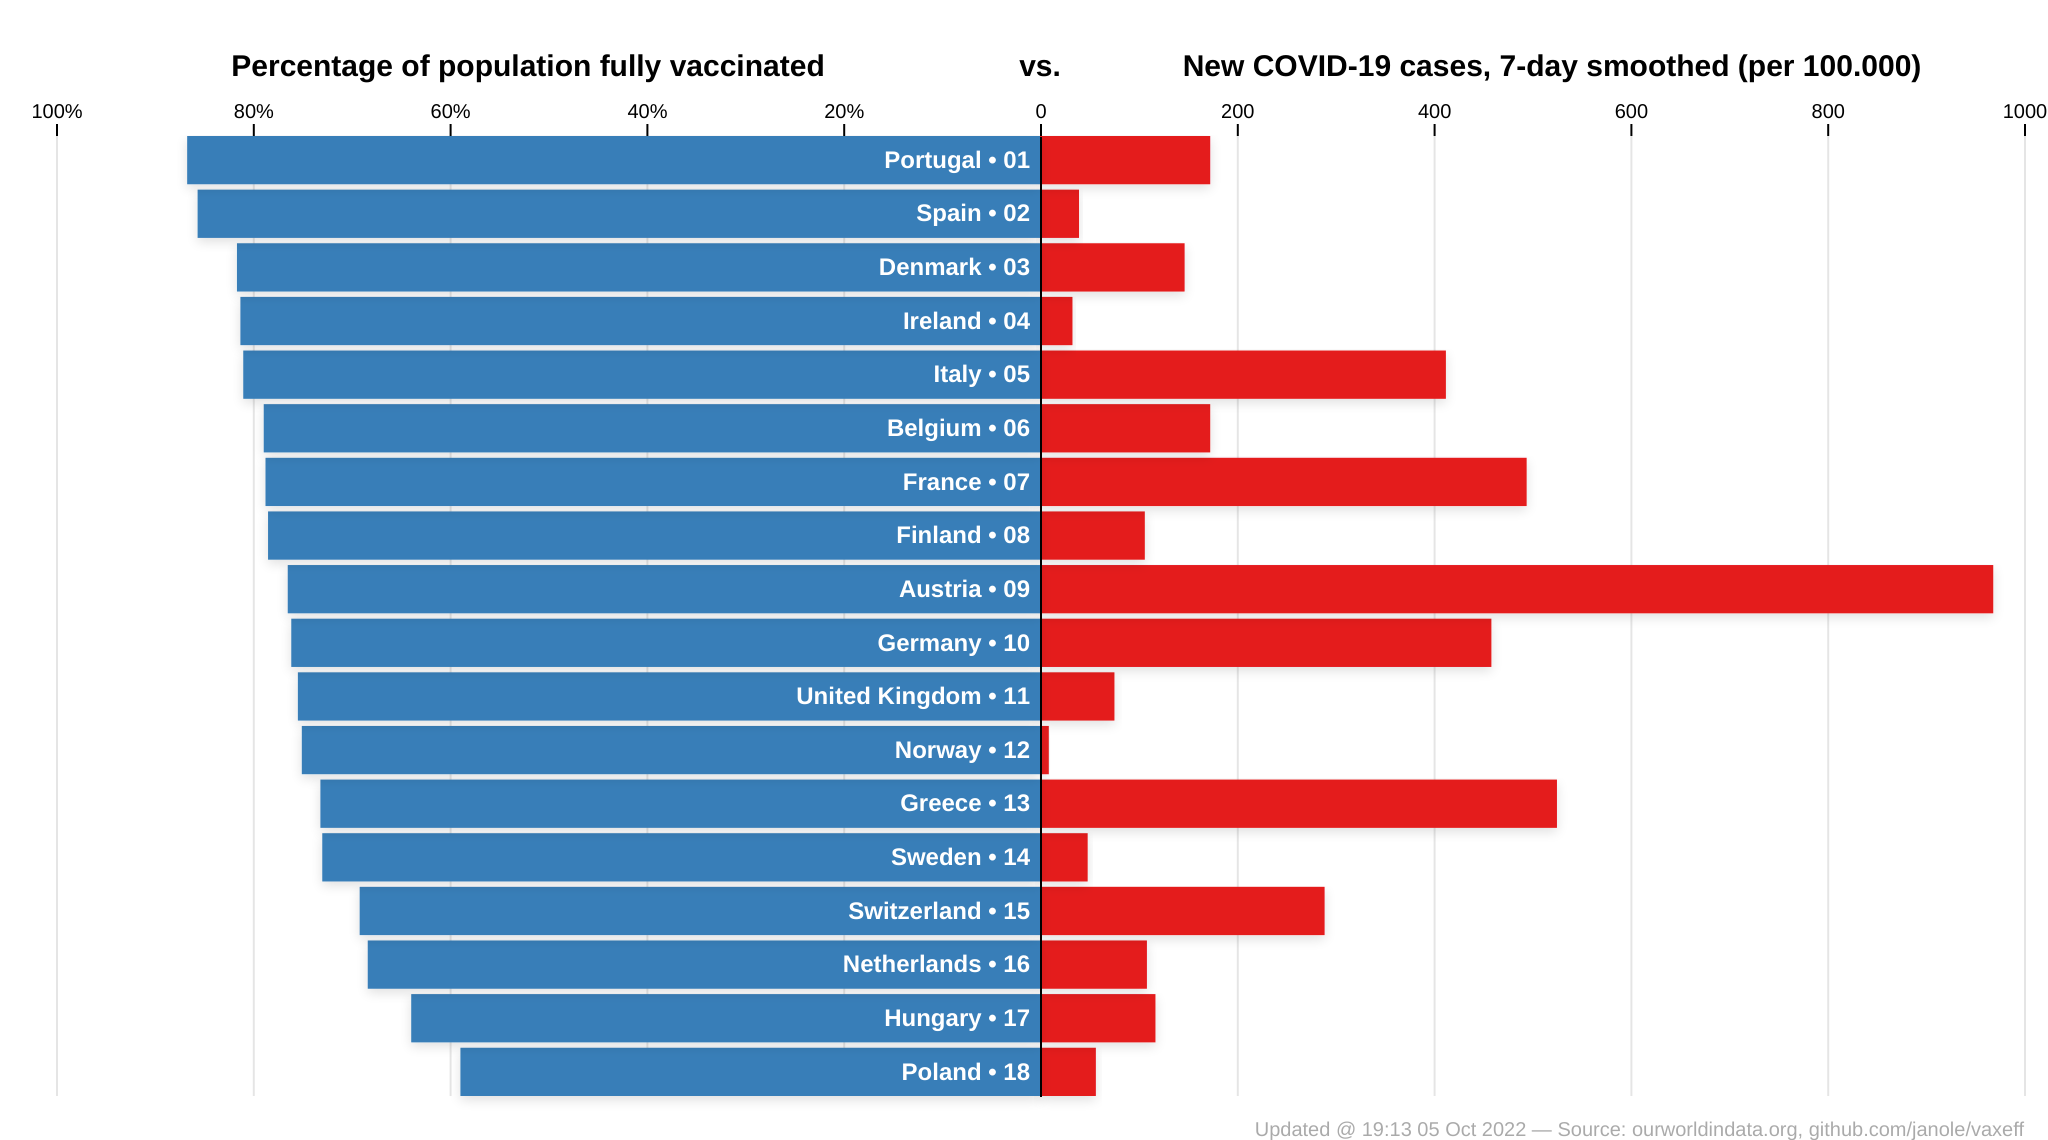 Percentage of population fully vaccinated vs. New COVID-19 cases, 7-day smoothed (per 100.000)
100% 80% 60% 40% 20% 0 200 400 600 800 1000
Portugal • 01
Spain • 02
Denmark • 03
Ireland • 04
Italy • 05
Belgium • 06
France • 07
Finland • 08
Austria • 09
Germany • 10
United Kingdom • 11
Norway • 12
Greece • 13
Sweden • 14
Switzerland • 15
Netherlands • 16
Hungary • 17
Poland • 18
Updated @ 19:13 05 Oct 2022 — Source: ourworldindata.org, github.com/janole/vaxeff